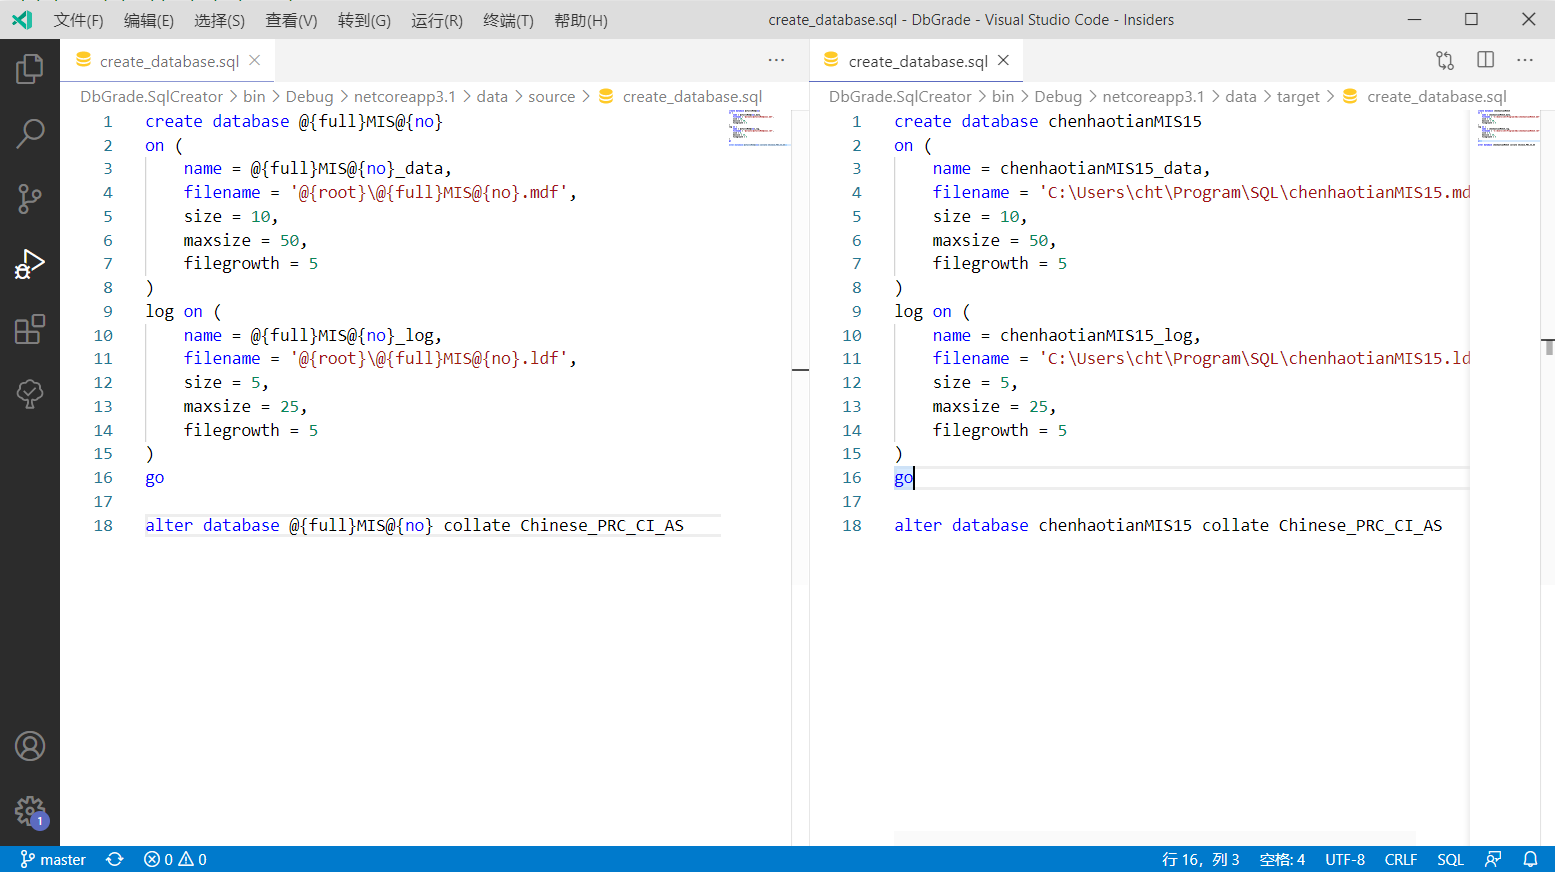 文件(F) 编辑(E) 选择(S) 查看(V) 转到(G) 运行(R) 终端(T) 帮助(H) create_database.sql - DbGrade - Visual Studio Code - Insiders
create_database.sql
DbGrade.SqlCreator > bin > Debug > netcoreapp3.1 > data > source > create_database.sql
1 create database @{full}MIS@{no}
2 on (
3 name = @{full}MIS@{no}_data,
4 filename = '@{root}\@{full}MIS@{no}.mdf',
5 size = 10,
6 maxsize = 50,
7 filegrowth = 5
8 )
9 log on (
10 name = @{full}MIS@{no}_log,
11 filename = '@{root}\@{full}MIS@{no}.ldf',
12 size = 5,
13 maxsize = 25,
14 filegrowth = 5
15 )
16 go
17
18 alter database @{full}MIS@{no} collate Chinese_PRC_CI_AS
create_database.sql
DbGrade.SqlCreator > bin > Debug > netcoreapp3.1 > data > target > create_database.sql
1 create database chenhaotianMIS15
2 on (
3 name = chenhaotianMIS15_data,
4 filename = 'C:\Users\cht\Program\SQL\chenhaotianMIS15.md
5 size = 10,
6 maxsize = 50,
7 filegrowth = 5
8 )
9 log on (
10 name = chenhaotianMIS15_log,
11 filename = 'C:\Users\cht\Program\SQL\chenhaotianMIS15.ld
12 size = 5,
13 maxsize = 25,
14 filegrowth = 5
15 )
16 go
17
18 alter database chenhaotianMIS15 collate Chinese_PRC_CI_AS
1
master 0 0 行 16，列 3 空格: 4 UTF-8 CRLF SQL